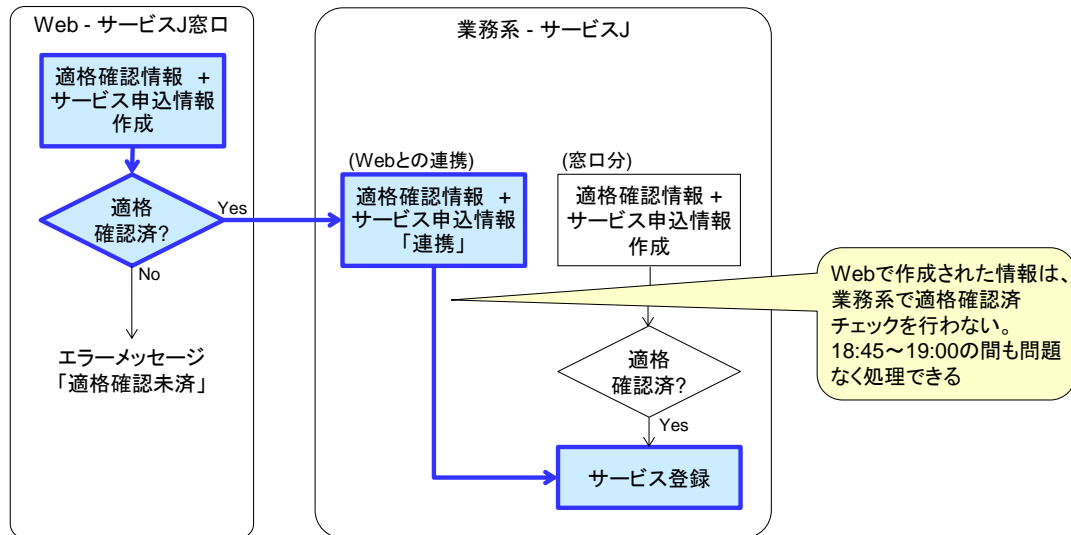 Web - サービスJ窓口
適格確認情報 +
サービス申込情報
作成
適格
確認済?
Yes
No
エラーメッセージ
「適格確認未済」
業務系 - サービスJ
(Webとの連携)
適格確認情報 +
サービス申込情報
「連携」
(窓口分)
適格確認情報 +
サービス申込情報
作成
適格
確認済?
Yes
サービス登録
Webで作成された情報は、
業務系で適格確認済
チェックを行わない。
18:45~19:00の間も問題
なく処理できる